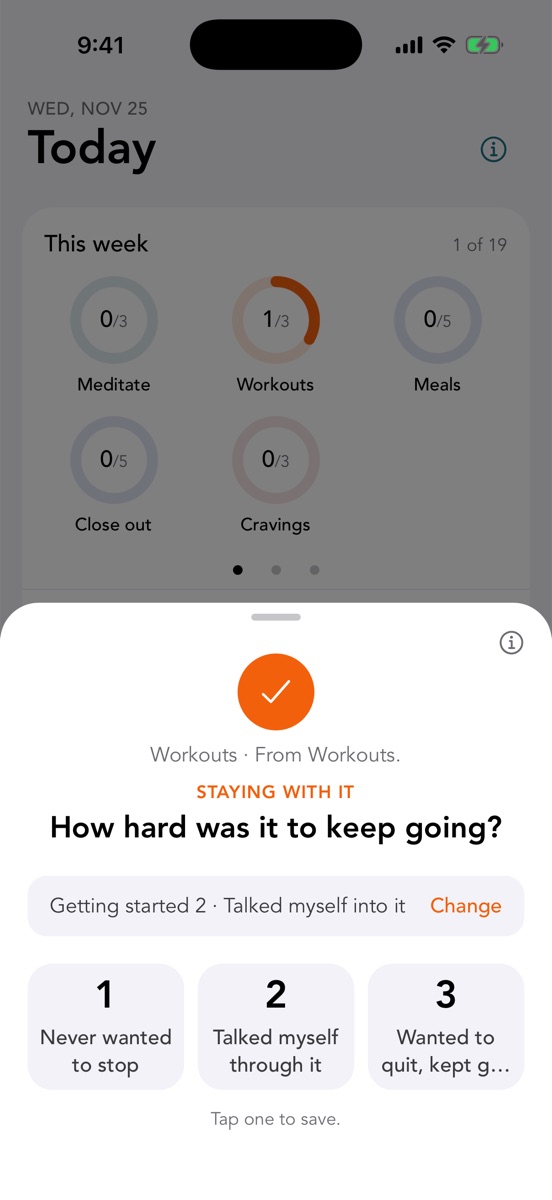 9:41
WED, NOV 25
Today
This week
1 of 19
0/3
1/3
0/5
Meditate
Workouts
Meals
0/5
0/3
Close out
Cravings
Workouts · From Workouts.
STAYING WITH IT
How hard was it to keep going?
Getting started 2 · Talked myself into it
Change
1
Never wanted
to stop
2
Talked myself
through it
3
Wanted to
quit, kept g…
Tap one to save.